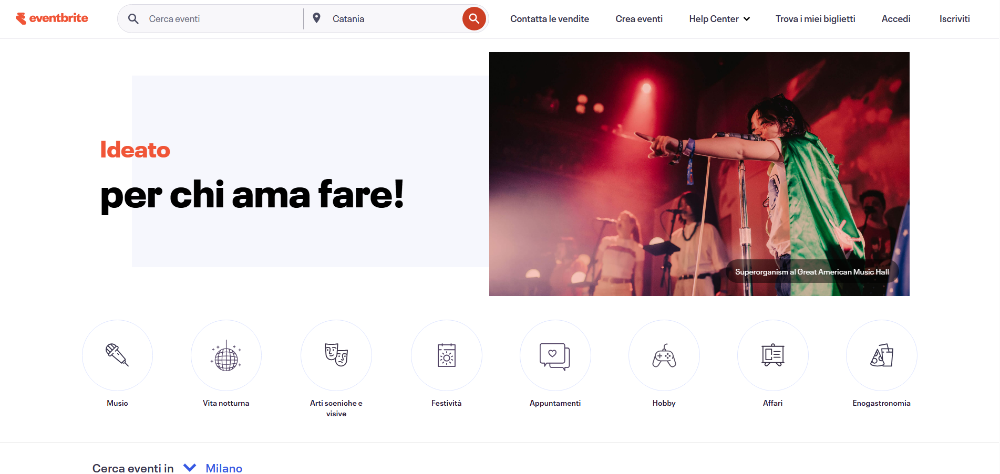 eventbrite
Cerca eventi
Catania
Contatta le vendite
Crea eventi
Help Center
Trova i miei biglietti
Accedi
Iscriviti
Ideato
per chi ama fare!
Superorganism al Great American Music Hall
Music
Vita notturna
Arti sceniche e
visive
Festività
Appuntamenti
Hobby
Affari
Enogastronomia
Cerca eventi in
Milano